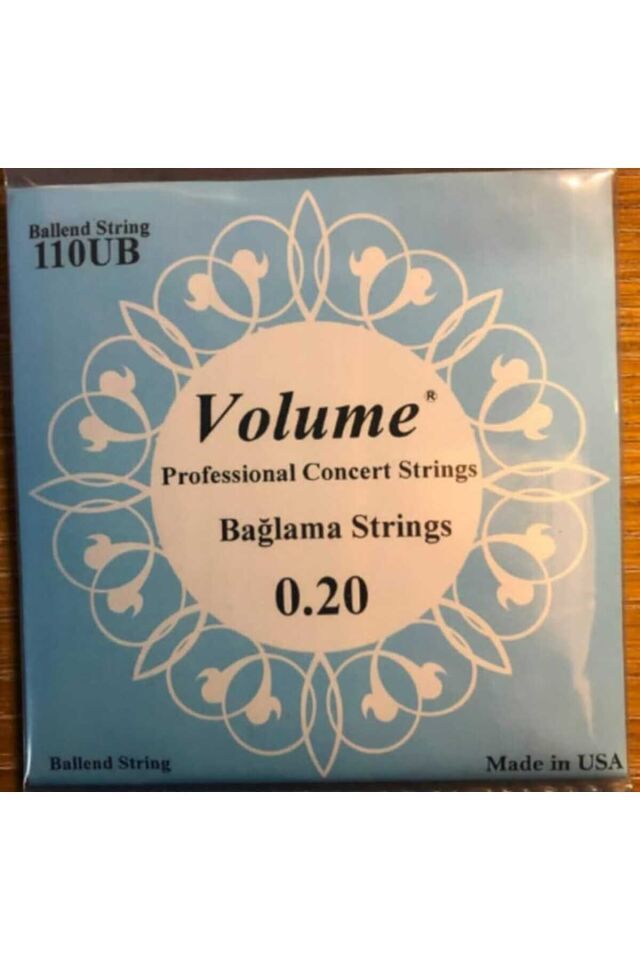 Ballend String
110UB
Volume®
Professional Concert Strings
Bağlama Strings
0.20
Ballend String
Made in USA